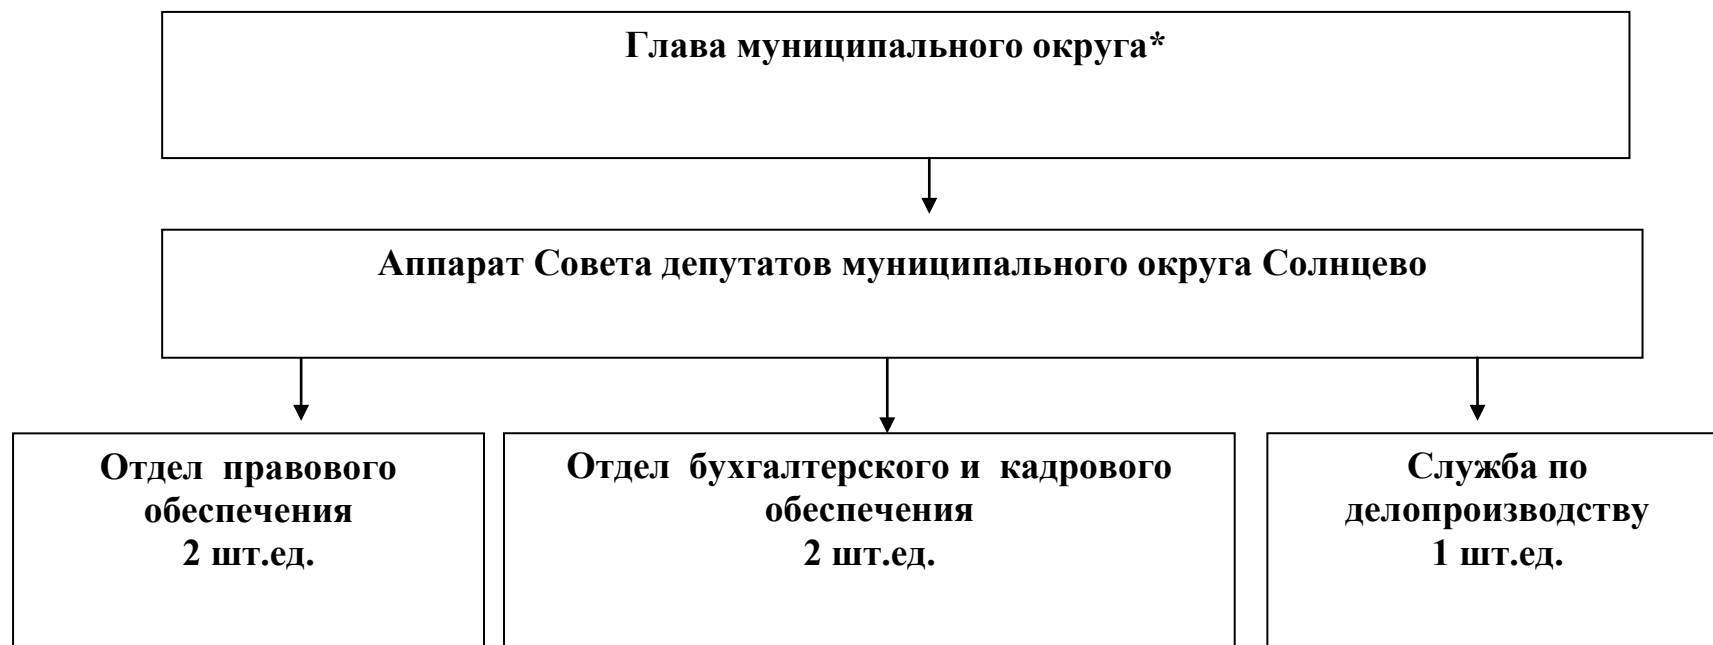 Глава муниципального округа*
Аппарат Совета депутатов муниципального округа Солнцево
Отдел правового
обеспечения
2 шт.ед.
Отдел бухгалтерского и кадрового
обеспечения
2 шт.ед.
Служба по
делопроизводству
1 шт.ед.